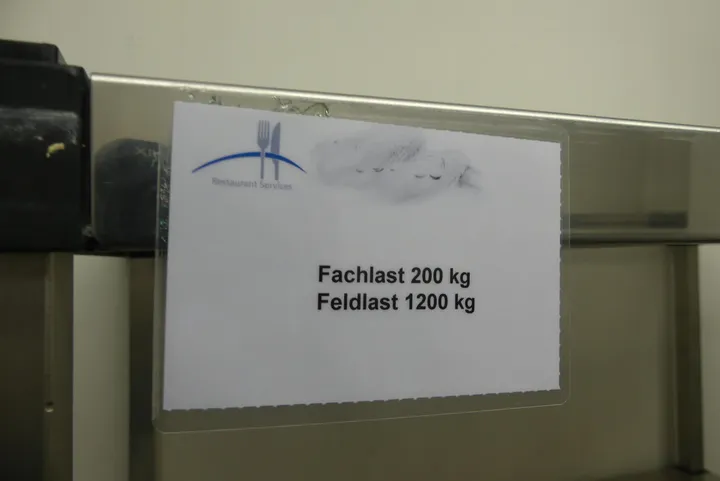 Restaurant Services
Fachlast 200 kg
Feldlast 1200 kg